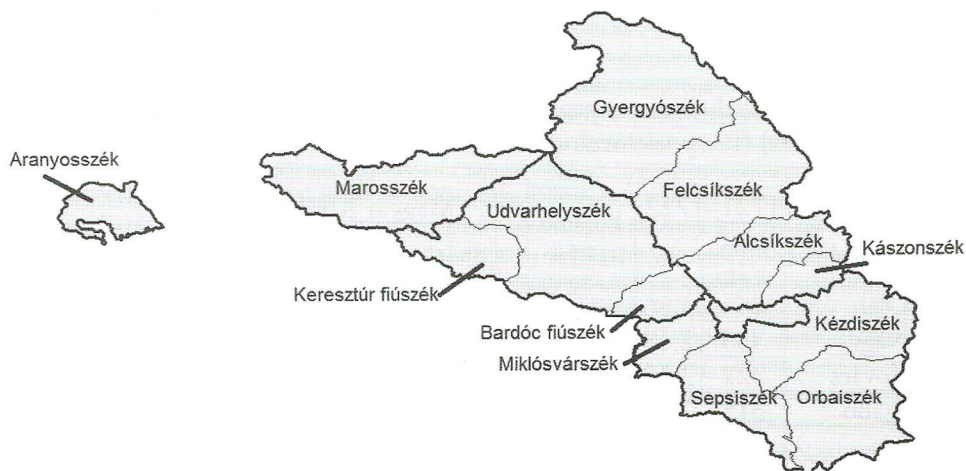 Gyergyószék
Aranyosszék
Marosszék
Felcsíkszék
Udvarhelyszék
Alcsíkszék
Kászonszék
Keresztúr fiúszék
Bardóc fiúszék
Kézdiszék
Miklósvárszék
Sepsiszék
Orbaiszék